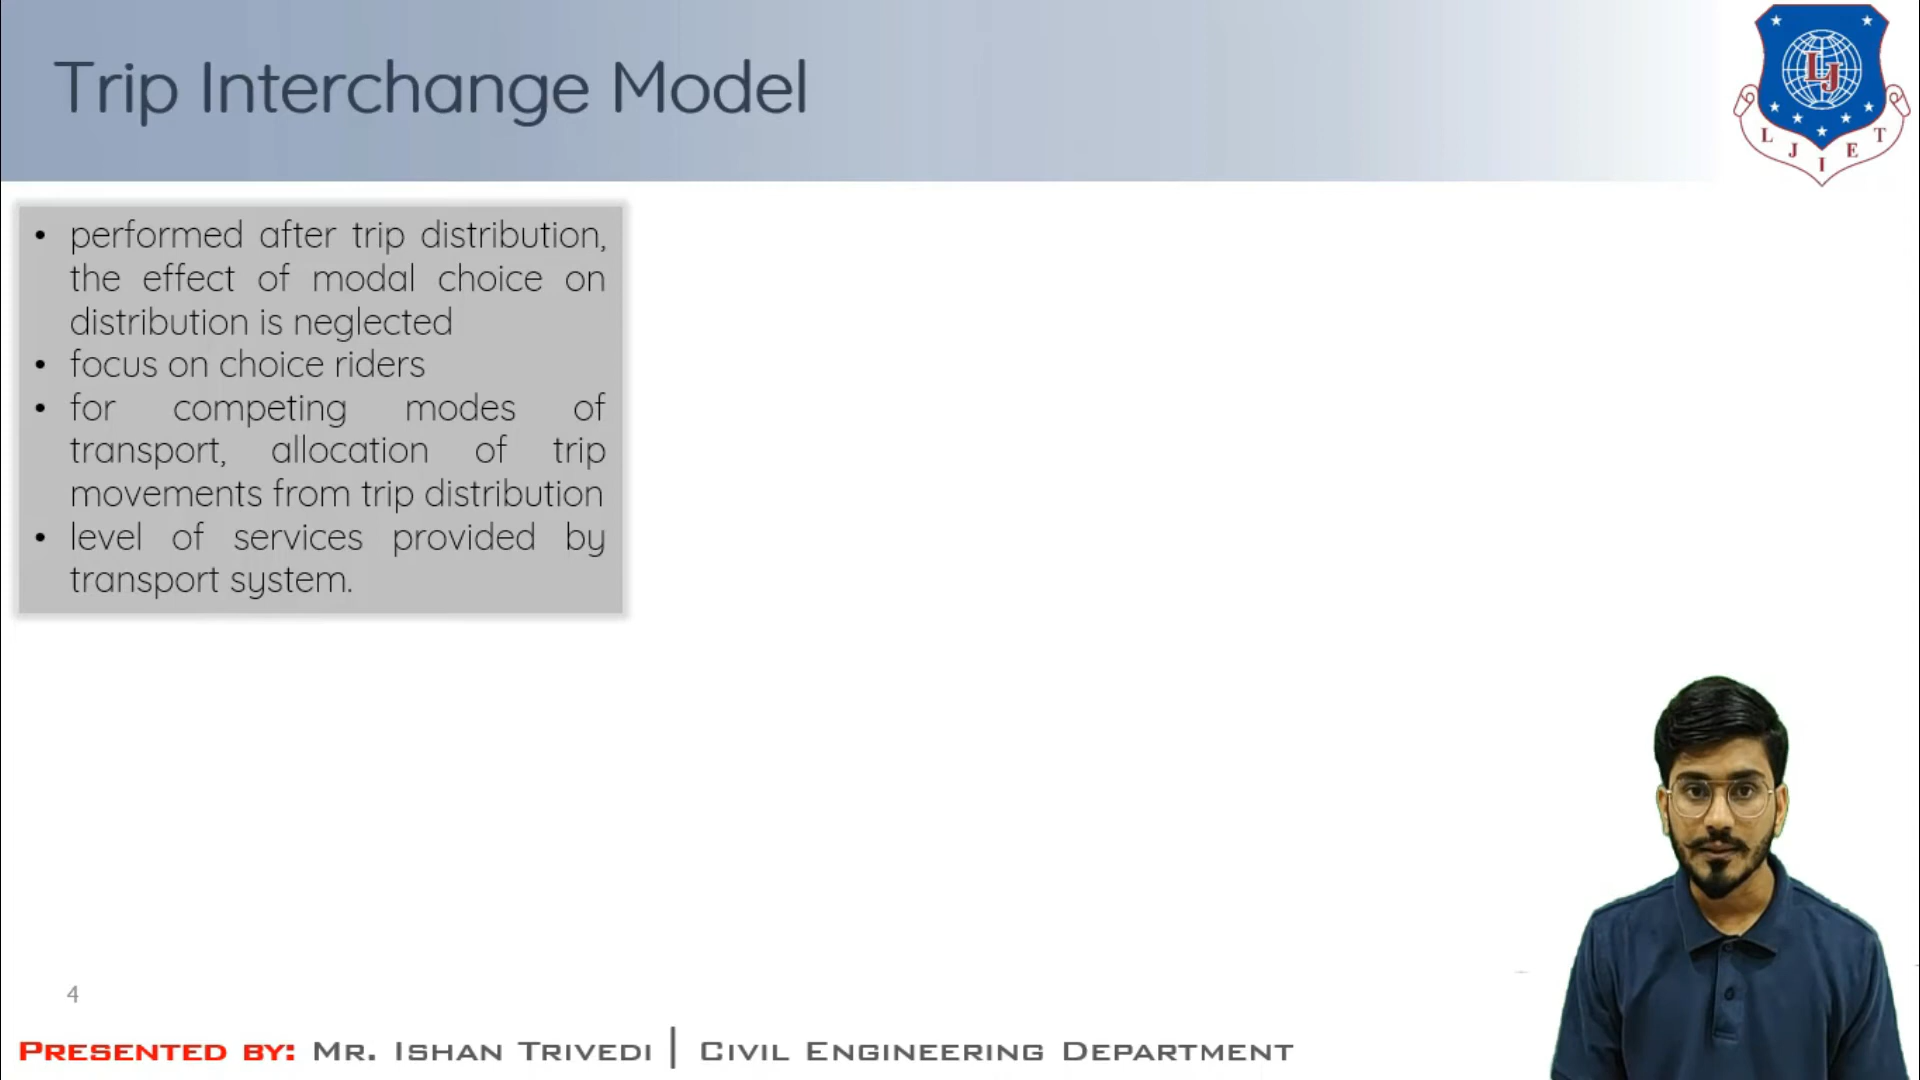 Trip Interchange Model
LJ
L J I E T
• performed after trip distribution,
the effect of modal choice on
distribution is neglected
• focus on choice riders
• for competing modes of
transport, allocation of trip
movements from trip distribution
• level of services provided by
transport system.
4
PRESENTED BY: MR. ISHAN TRIVEDI | CIVIL ENGINEERING DEPARTMENT